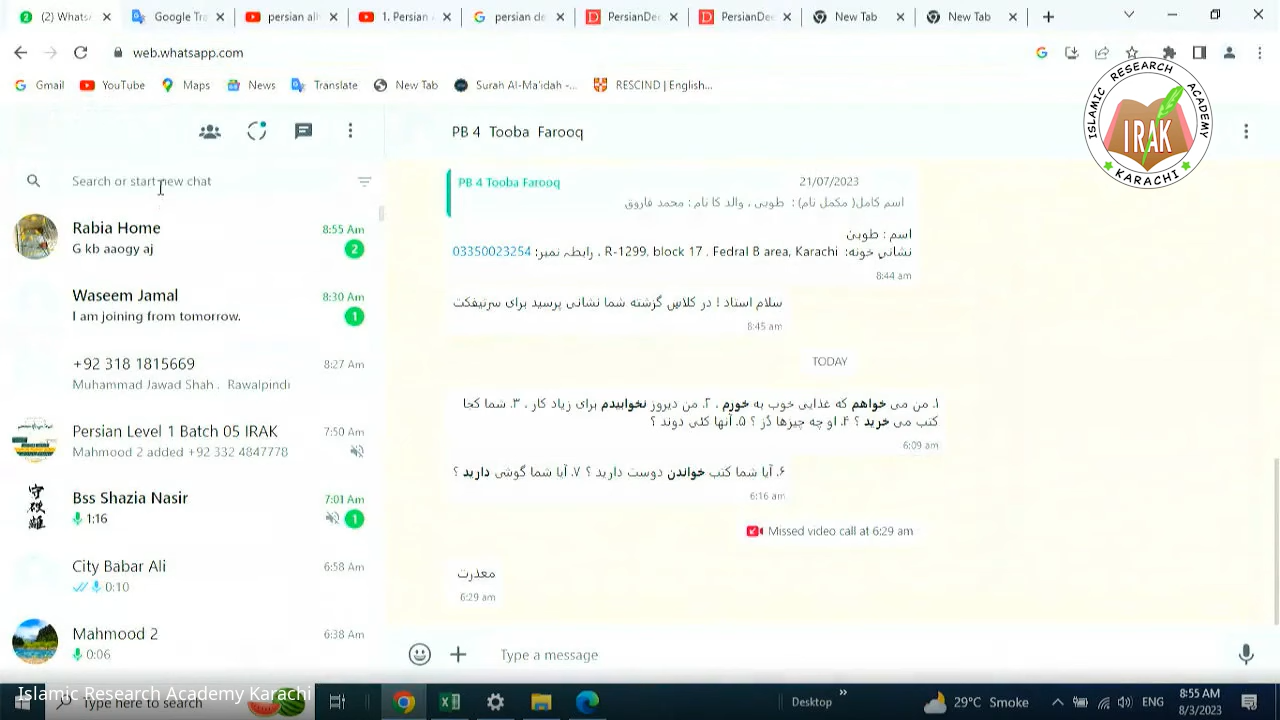 (2) Whats
Google Tra
persian al
1. Persian
persian de
PersianDec
PersianDec
New Tab
New Tab
web.whatsapp.com
Gmail
YouTube
Maps
News
Translate
New Tab
Surah Al-Ma'idah -...
RESCIND | English...
ISLAMIC RESEARCH ACADEMY
IRAK
KARACHI
PB 4 Tooba Farooq
Search or start new chat
Rabia Home
8:55 Am
G kb aaogy aj
2
Waseem Jamal
8:30 Am
I am joining from tomorrow.
1
+92 318 1815669
8:27 Am
Muhammad Jawad Shah . Rawalpindi
Persian Level 1 Batch 05 IRAK
7:50 Am
Mahmood 2 added +92 332 4847778
守破離
Bss Shazia Nasir
7:01 Am
1:16
1
City Babar Ali
6:58 Am
0:10
Mahmood 2
6:38 Am
0:06
PB 4 Tooba Farooq
21/07/2023
اسم کامل( مکمل نام) : طوبی ، والد کا نام : محمد فاروق
اسم : طوبیٰ
نشانیِ خونه: R-1299, block 17 . Fedral B area, Karachi ، رابطہ نمبر: 03350023254
8:44 am
سلام استاد ! در کلاسِ گزشته شما نشانی پرسید برای سرتیفکت
8:45 am
TODAY
۱. من می خواهم که غذایی خوب به خورم ، ۲. من دیروز نخوابیدم برای زیاد کار ، ۳. شما کجا
کتب می خرید ؟ ۴. او چه چیزها دُز ؟ ۵. آنها کئی دوند ؟
6:09 am
۶. آیا شما کتب خواندن دوست دارید ؟ ۷. آیا شما گوشی دارید ؟
6:16 am
Missed video call at 6:29 am
معذرت
6:29 am
Type a message
Islamic Research Academy Karachi
Type here to search
Desktop
29°C Smoke
ENG
8:55 AM
8/3/2023